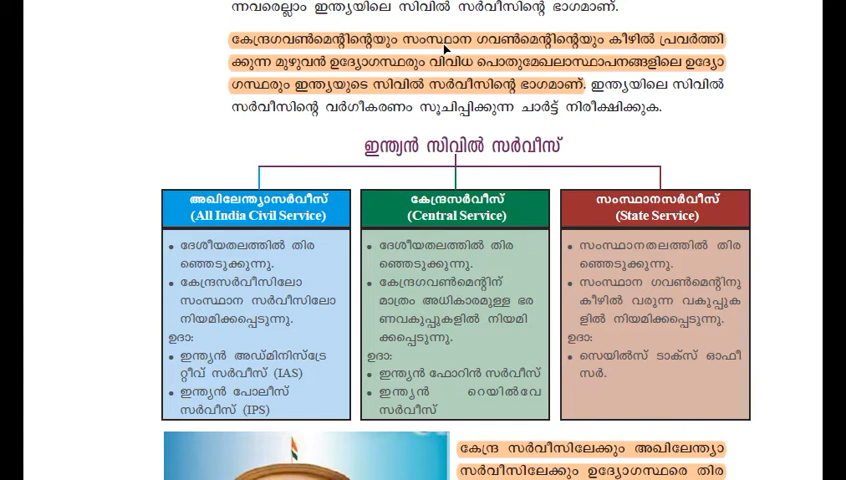 ന്നവരെല്ലാം ഇന്ത്യയിലെ സിവിൽ സർവീസിന്റെ ഭാഗമാണ്.
കേന്ദ്രഗവൺമെന്റിന്റെയും സംസ്ഥാന ഗവൺമെന്റിന്റെയും കീഴിൽ പ്രവർത്തി
ക്കുന്ന മുഴുവൻ ഉദ്യോഗസ്ഥരും വിവിധ പൊതുമേഖലാസ്ഥാപനങ്ങളിലെ ഉദ്യോ
ഗസ്ഥരും ഇന്ത്യയുടെ സിവിൽ സർവീസിന്റെ ഭാഗമാണ്. ഇന്ത്യയിലെ സിവിൽ
സർവീസിന്റെ വർഗീകരണം സൂചിപ്പിക്കുന്ന ചാർട്ട് നിരീക്ഷിക്കുക.
ഇന്ത്യൻ സിവിൽ സർവീസ്
അഖിലേന്ത്യാസർവീസ്
(All India Civil Service)
ദേശീയതലത്തിൽ തിര
ഞ്ഞെടുക്കുന്നു.
കേന്ദ്രസർവീസിലോ
സംസ്ഥാന സർവീസിലോ
നിയമിക്കപ്പെടുന്നു.
ഉദാ:
ഇന്ത്യൻ അഡ്മിനിസ്ട്രേ
റ്റീവ് സർവീസ് (IAS)
ഇന്ത്യൻ പോലീസ്
സർവീസ് (IPS)
കേന്ദ്രസർവീസ്
(Central Service)
ദേശീയതലത്തിൽ തിര
ഞ്ഞെടുക്കുന്നു.
കേന്ദ്രഗവൺമെന്റിന്
മാത്രം അധികാരമുള്ള ഭര
ണവകുപ്പുകളിൽ നിയമി
ക്കപ്പെടുന്നു.
ഉദാ:
ഇന്ത്യൻ ഫോറിൻ സർവീസ്
ഇന്ത്യൻ റെയിൽവേ
സർവീസ്
സംസ്ഥാനസർവീസ്
(State Service)
സംസ്ഥാനതലത്തിൽ തിര
ഞ്ഞെടുക്കുന്നു.
സംസ്ഥാന ഗവൺമെന്റിനു
കീഴിൽ വരുന്ന വകുപ്പുക
ളിൽ നിയമിക്കപ്പെടുന്നു.
ഉദാ:
സെയിൽസ് ടാക്സ് ഓഫീ
സർ.
കേന്ദ്ര സർവീസിലേക്കും അഖിലേന്ത്യാ
സർവീസിലേക്കും ഉദ്യോഗസ്ഥരെ തിര